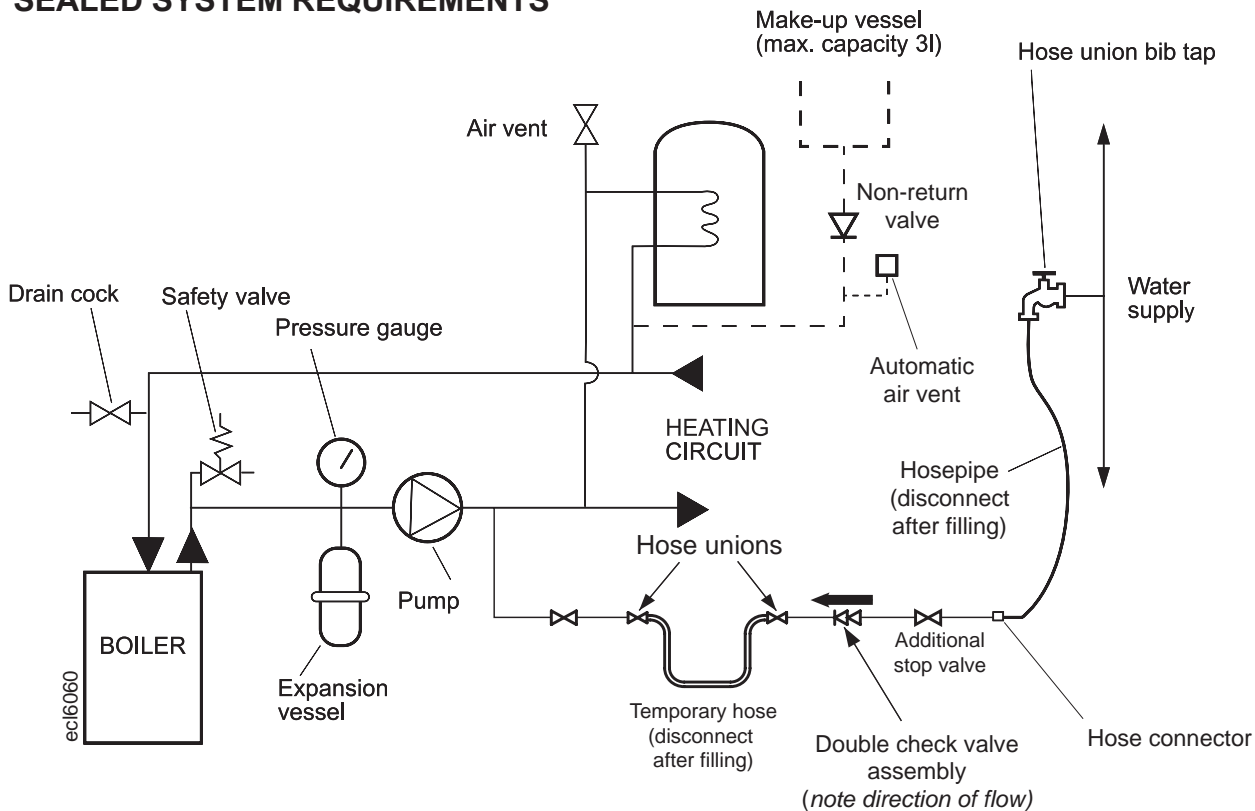 SEALED SYSTEM REQUIREMENTS
Make-up vessel
(max. capacity 3l)
Hose union bib tap
Air vent
Non-return
valve
Drain cock
Safety valve
Pressure gauge
Water
supply
Automatic
air vent
HEATING
CIRCUIT
Hosepipe
(disconnect
after filling)
Hose unions
Pump
BOILER
Additional
stop valve
ecl6060
Expansion
vessel
Temporary hose
(disconnect
after filling)
Double check valve
assembly
(note direction of flow)
Hose connector